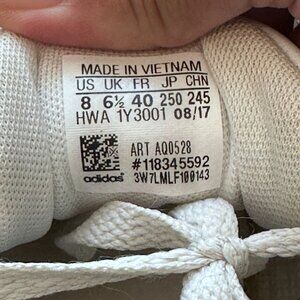 MADE IN VIETNAM
US UK FR JP CHN
8 6½ 40 250 245
HWA 1Y3001 08/17
ART AQ0528
#118345592
adidas 3W7LMLF100143